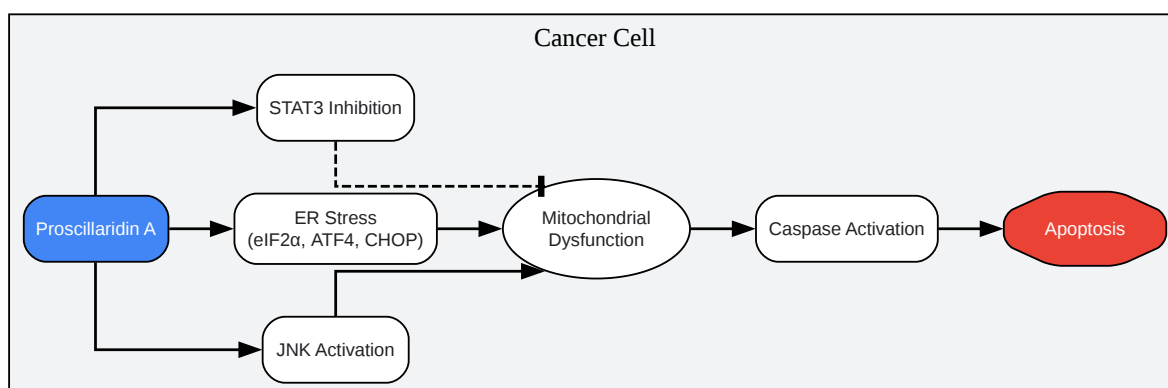 Cancer Cell
STAT3 Inhibition
Proscillaridin A
ER Stress
(eIF2α, ATF4, CHOP)
Mitochondrial
Dysfunction
Caspase Activation
Apoptosis
JNK Activation